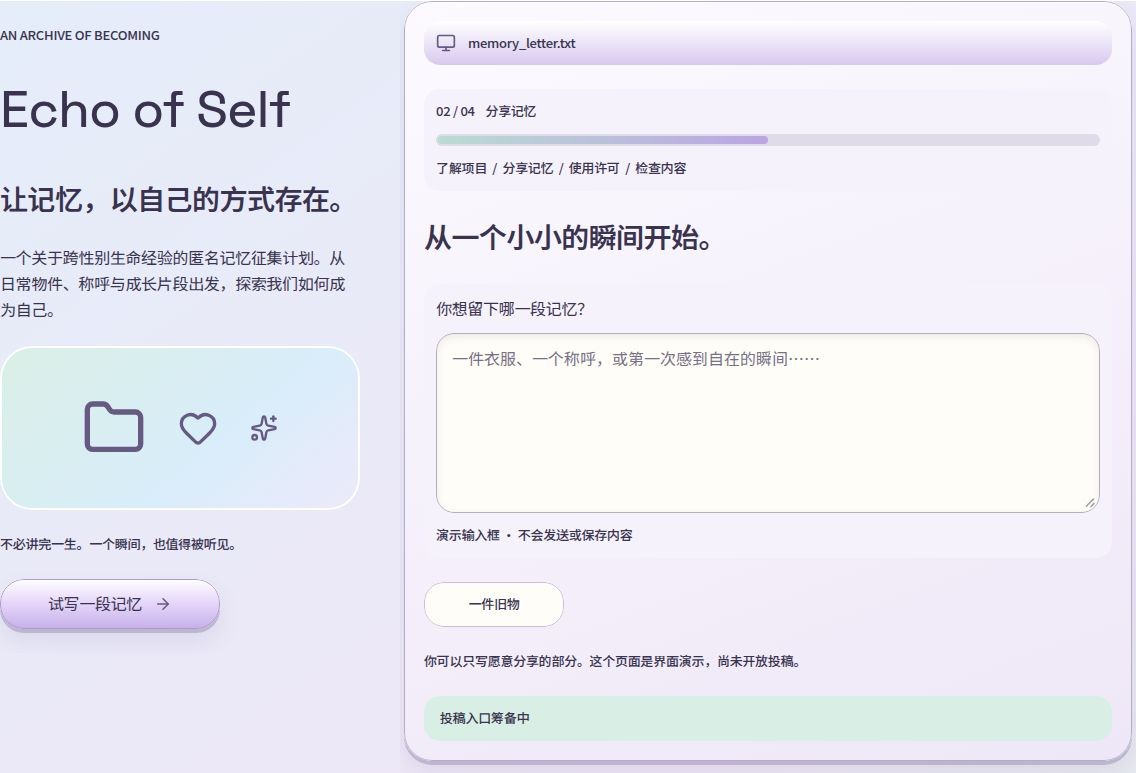 AN ARCHIVE OF BECOMING
Echo of Self
让记忆，以自己的方式存在。
一个关于跨性别生命经验的匿名记忆征集计划。从
日常物件、称呼与成长片段出发，探索我们如何成
为自己。
不必讲完一生。一个瞬间，也值得被听见。
试写一段记忆 →
memory_letter.txt
02 / 04 分享记忆
了解项目 / 分享记忆 / 使用许可 / 检查内容
从一个小小的瞬间开始。
你想留下哪一段记忆？
一件衣服、一个称呼，或第一次感到自在的瞬间……
演示输入框 · 不会发送或保存内容
一件旧物
你可以只写愿意分享的部分。这个页面是界面演示，尚未开放投稿。
投稿入口筹备中